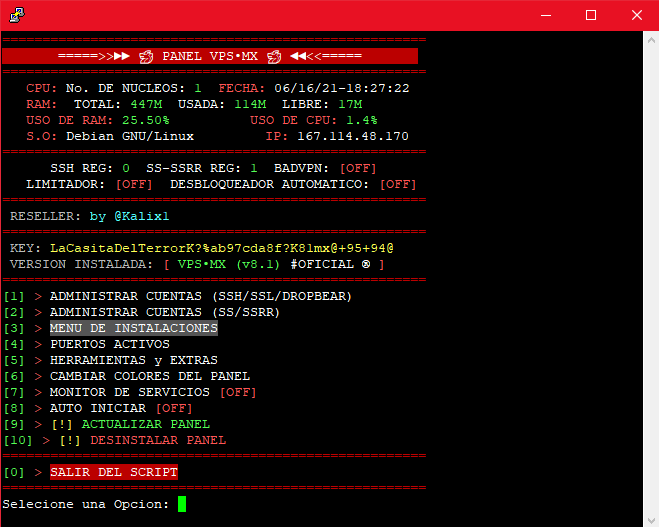 =====================================================
=====>>►► 🐲 PANEL VPS•MX 🐲 ◄◄<<=====
=====================================================
CPU: No. DE NUCLEOS: 1 FECHA: 06/16/21-18:27:22
RAM: TOTAL: 447M USADA: 114M LIBRE: 17M
USO DE RAM: 25.50% USO DE CPU: 1.4%
S.O: Debian GNU/Linux IP: 167.114.48.170
=====================================================
SSH REG: 0 SS-SSRR REG: 1 BADVPN: [OFF]
LIMITADOR: [OFF] DESBLOQUEADOR AUTOMATICO: [OFF]
=====================================================
RESELLER: by @Kalix1
=====================================================
KEY: LaCasitaDelTerrorK?%ab97cda8f?K81mx@+95+94@
VERSION INSTALADA: [ VPS•MX (v8.1) #OFICIAL ® ]
=====================================================
[1] > ADMINISTRAR CUENTAS (SSH/SSL/DROPBEAR)
[2] > ADMINISTRAR CUENTAS (SS/SSRR)
[3] > MENU DE INSTALACIONES
[4] > PUERTOS ACTIVOS
[5] > HERRAMIENTAS y EXTRAS
[6] > CAMBIAR COLORES DEL PANEL
[7] > MONITOR DE SERVICIOS [OFF]
[8] > AUTO INICIAR [OFF]
[9] > [!] ACTUALIZAR PANEL
[10] > [!] DESINSTALAR PANEL
=====================================================
[0] > SALIR DEL SCRIPT
=====================================================
Selecione una Opcion: